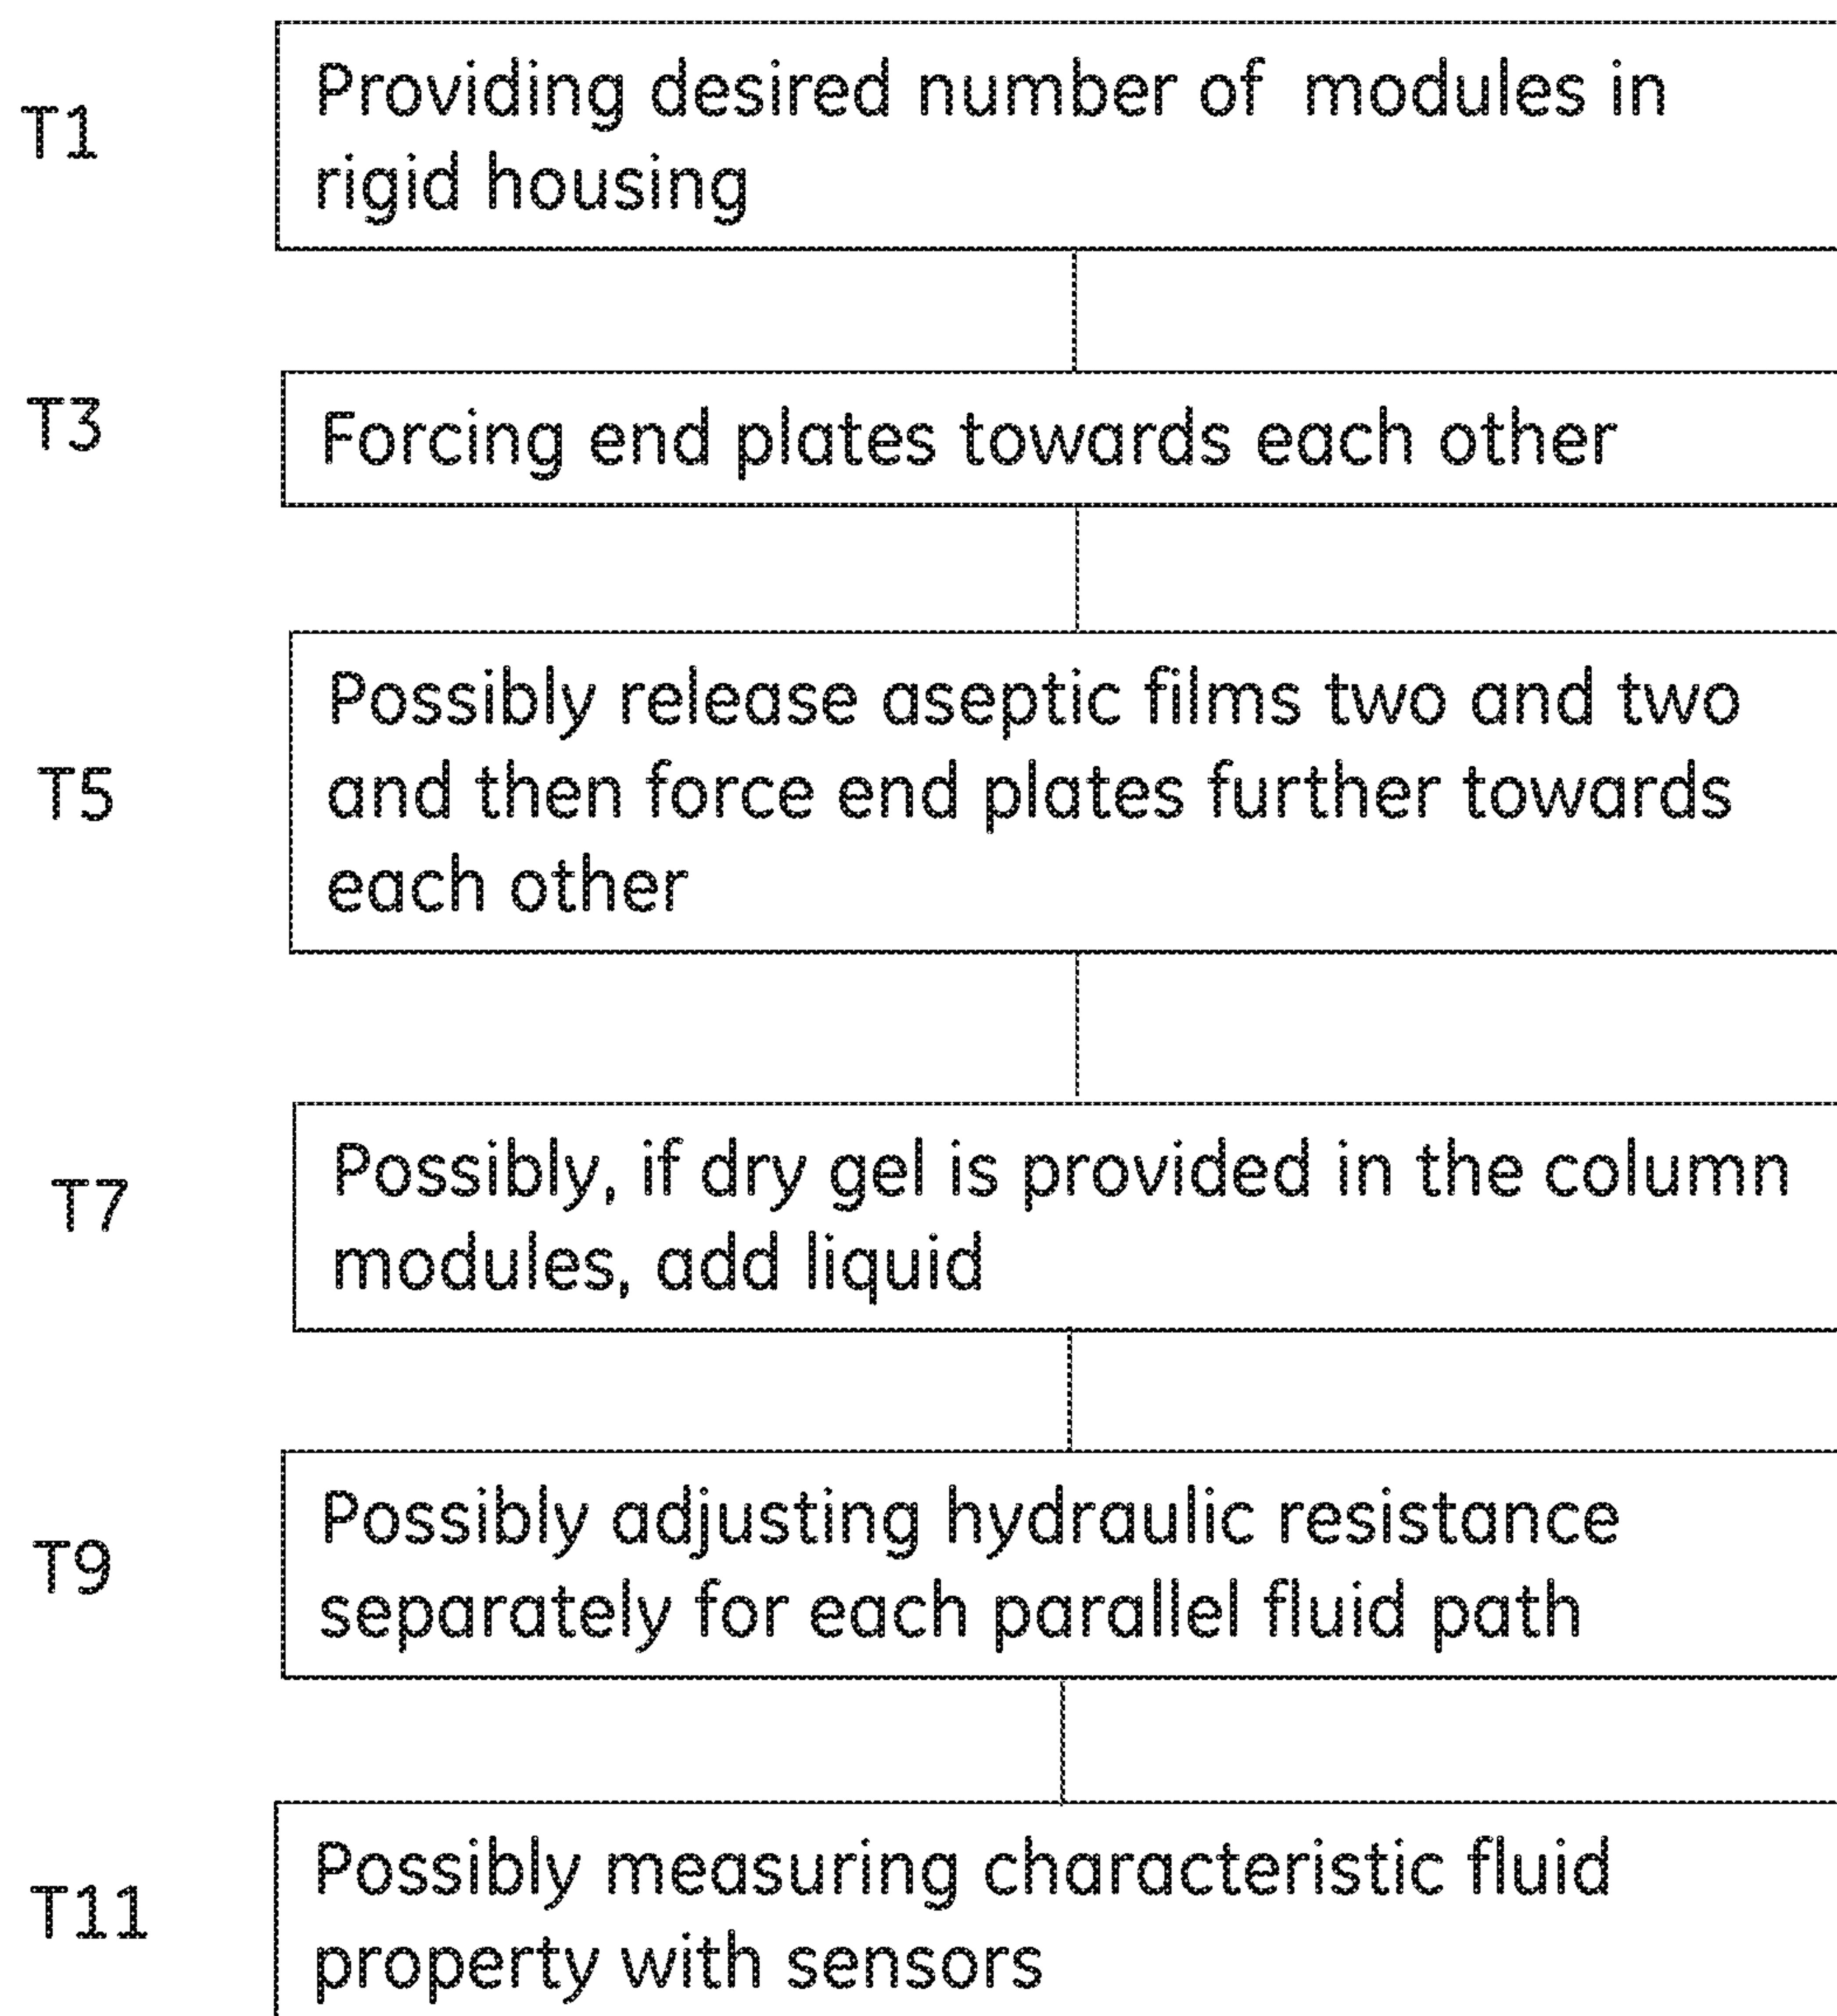 T1
Providing desired number of modules in
rigid housing
T3
Forcing end plates towards each other
T5
Possibly release aseptic films two and two
and then force end plates further towards
each other
T7
Possibly, if dry gel is provided in the column
modules, add liquid
T9
Possibly adjusting hydraulic resistance
separately for each parallel fluid path
T11
Possibly measuring characteristic fluid
property with sensors